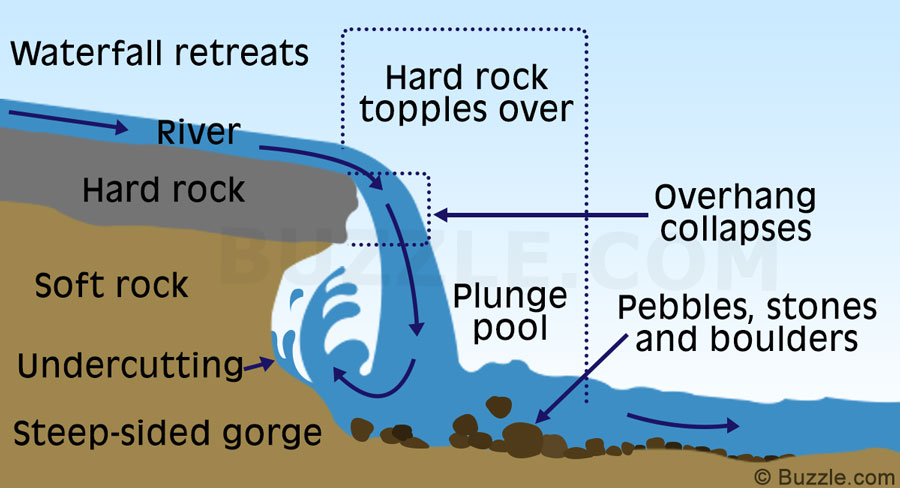 Waterfall retreats
Hard rock
topples over
River
Hard rock
Overhang
collapses
BUZZLE.COM
Soft rock
Plunge
pool
Pebbles, stones
and boulders
Undercutting
Steep-sided gorge
© Buzzle.com